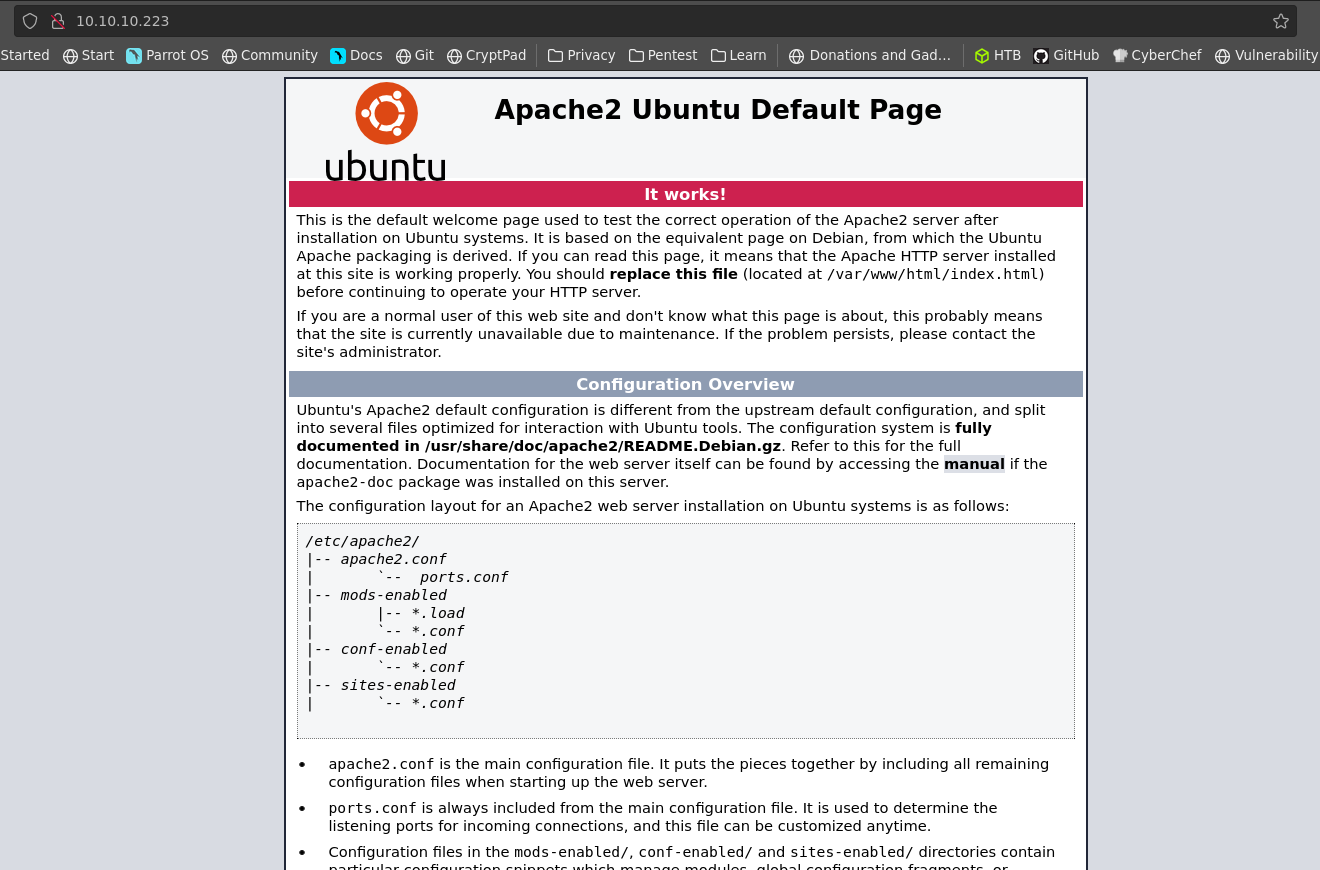 10.10.10.223
Started Start Parrot OS Community Docs Git CryptPad Privacy Pentest Learn Donations and Gad… HTB GitHub CyberChef Vulnerability
ubuntu
Apache2 Ubuntu Default Page
It works!
This is the default welcome page used to test the correct operation of the Apache2 server after
installation on Ubuntu systems. It is based on the equivalent page on Debian, from which the Ubuntu
Apache packaging is derived. If you can read this page, it means that the Apache HTTP server installed
at this site is working properly. You should replace this file (located at /var/www/html/index.html)
before continuing to operate your HTTP server.
If you are a normal user of this web site and don't know what this page is about, this probably means
that the site is currently unavailable due to maintenance. If the problem persists, please contact the
site's administrator.
Configuration Overview
Ubuntu's Apache2 default configuration is different from the upstream default configuration, and split
into several files optimized for interaction with Ubuntu tools. The configuration system is fully
documented in /usr/share/doc/apache2/README.Debian.gz. Refer to this for the full
documentation. Documentation for the web server itself can be found by accessing the manual if the
apache2-doc package was installed on this server.
The configuration layout for an Apache2 web server installation on Ubuntu systems is as follows:
/etc/apache2/
|-- apache2.conf
|       `--  ports.conf
|-- mods-enabled
|       |-- *.load
|       `-- *.conf
|-- conf-enabled
|       `-- *.conf
|-- sites-enabled
|       `-- *.conf
• apache2.conf is the main configuration file. It puts the pieces together by including all remaining
configuration files when starting up the web server.
• ports.conf is always included from the main configuration file. It is used to determine the
listening ports for incoming connections, and this file can be customized anytime.
• Configuration files in the mods-enabled/, conf-enabled/ and sites-enabled/ directories contain
particular configuration snippets which manage modules, global configuration fragments, or